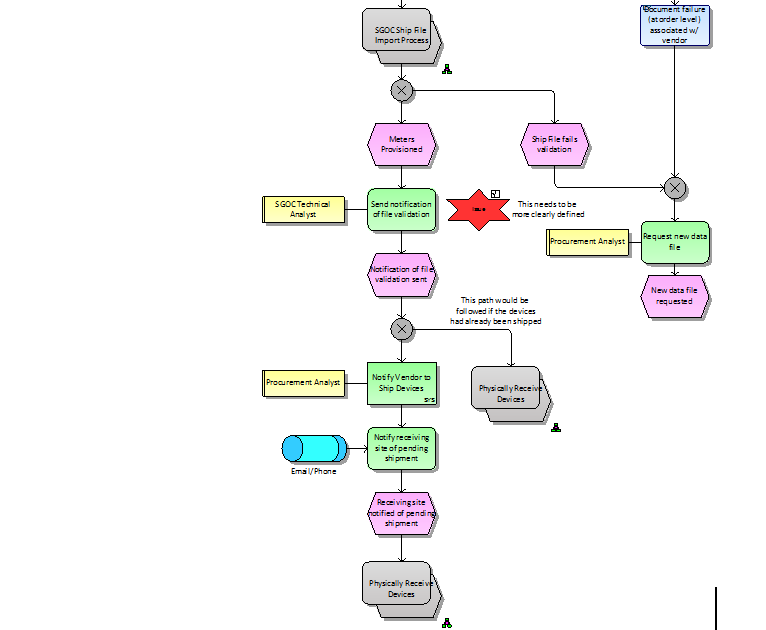 SGOC Ship File
Import Process
Document failure
(at order level)
associated w/
vendor
Meters
Provisioned
Ship File fails
validation
SGOC Technical
Analyst
Send notification
of file validation
Issue
This needs to be
more clearly defined
Procurement Analyst
Request new data
file
Notification of file
validation sent
New data file
requested
This path would be
followed if the devices
had already been shipped
Procurement Analyst
Notify Vendor to
Ship Devices
SYS
Physically Receive
Devices
Notify receiving
site of pending
shipment
Email/Phone
Receiving site
notified of pending
shipment
Physically Receive
Devices